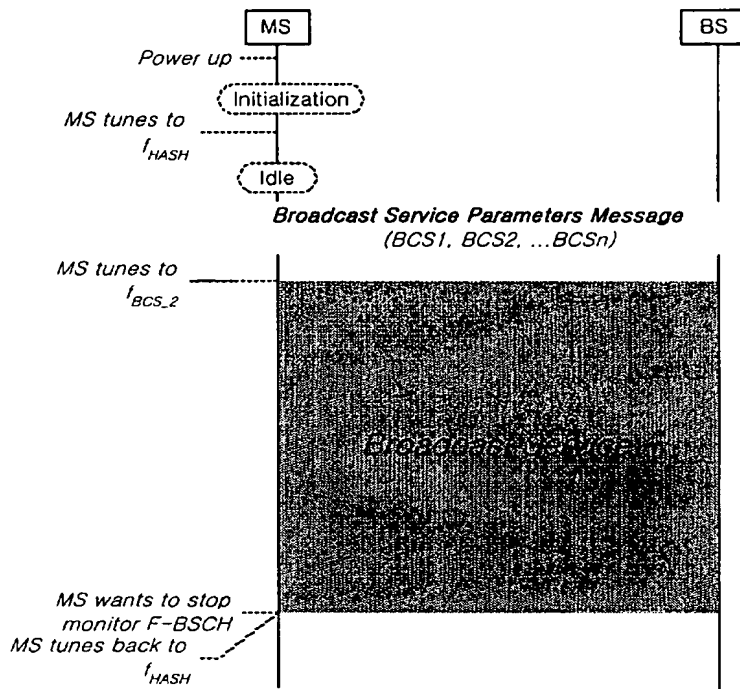 MS
BS
Power up
Initialization
MS tunes to
fHASH
Idle
Broadcast Service Parameters Message
(BCS1, BCS2, ...BCSn)
MS tunes to
fBCS_2
MS wants to stop
monitor F-BSCH
MS tunes back to
fHASH